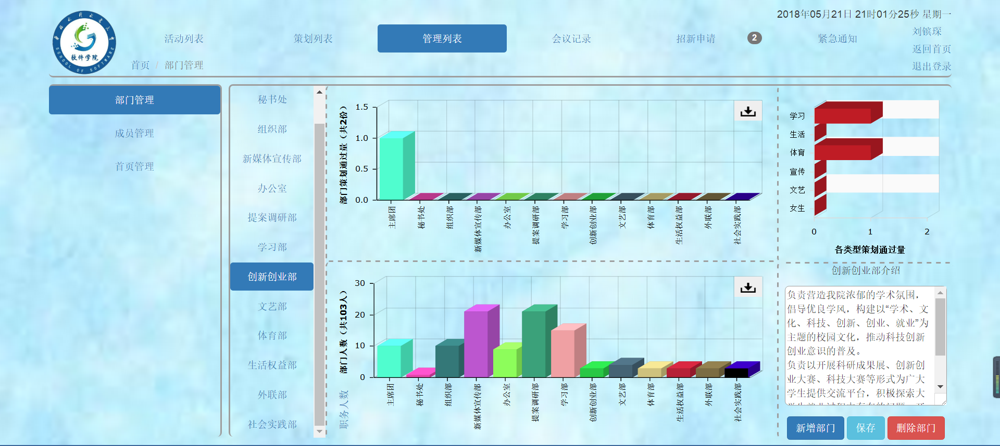 2018年05月21日 21时01分25秒 星期一
刘镔琛
返回首页
退出登录
活动列表
策划列表
管理列表
会议记录
招新申请
2
紧急通知
软件学院
SCHOOL OF SOFTWARE
首页 / 部门管理
部门管理
成员管理
首页管理
秘书处
组织部
新媒体宣传部
办公室
提案调研部
学习部
创新创业部
文艺部
体育部
生活权益部
外联部
社会实践部
部门策划通过量（共2份）
1.5
1.0
0.5
0.0
主席团
秘书处
组织部
新媒体宣传部
办公室
提案调研部
学习部
创新创业部
文艺部
体育部
生活权益部
外联部
社会实践部
学习
生活
体育
宣传
文艺
女生
0
1
2
各类型策划通过量
部门人数（共103人）
30
20
10
0
主席团
秘书处
组织部
新媒体宣传部
办公室
提案调研部
学习部
创新创业部
文艺部
体育部
生活权益部
外联部
社会实践部
职务人数
创新创业部介绍
负责营造我院浓郁的学术氛围，
倡导优良学风，构建以“学术、文
化、科技、创新、创业、就业”为
主题的校园文化，推动科技创新
创业意识的普及。
负责以开展科研成果展、创新创
业大赛、科技大赛等形式为广大
学生提供交流平台，积极探索大
新增部门
保存
删除部门